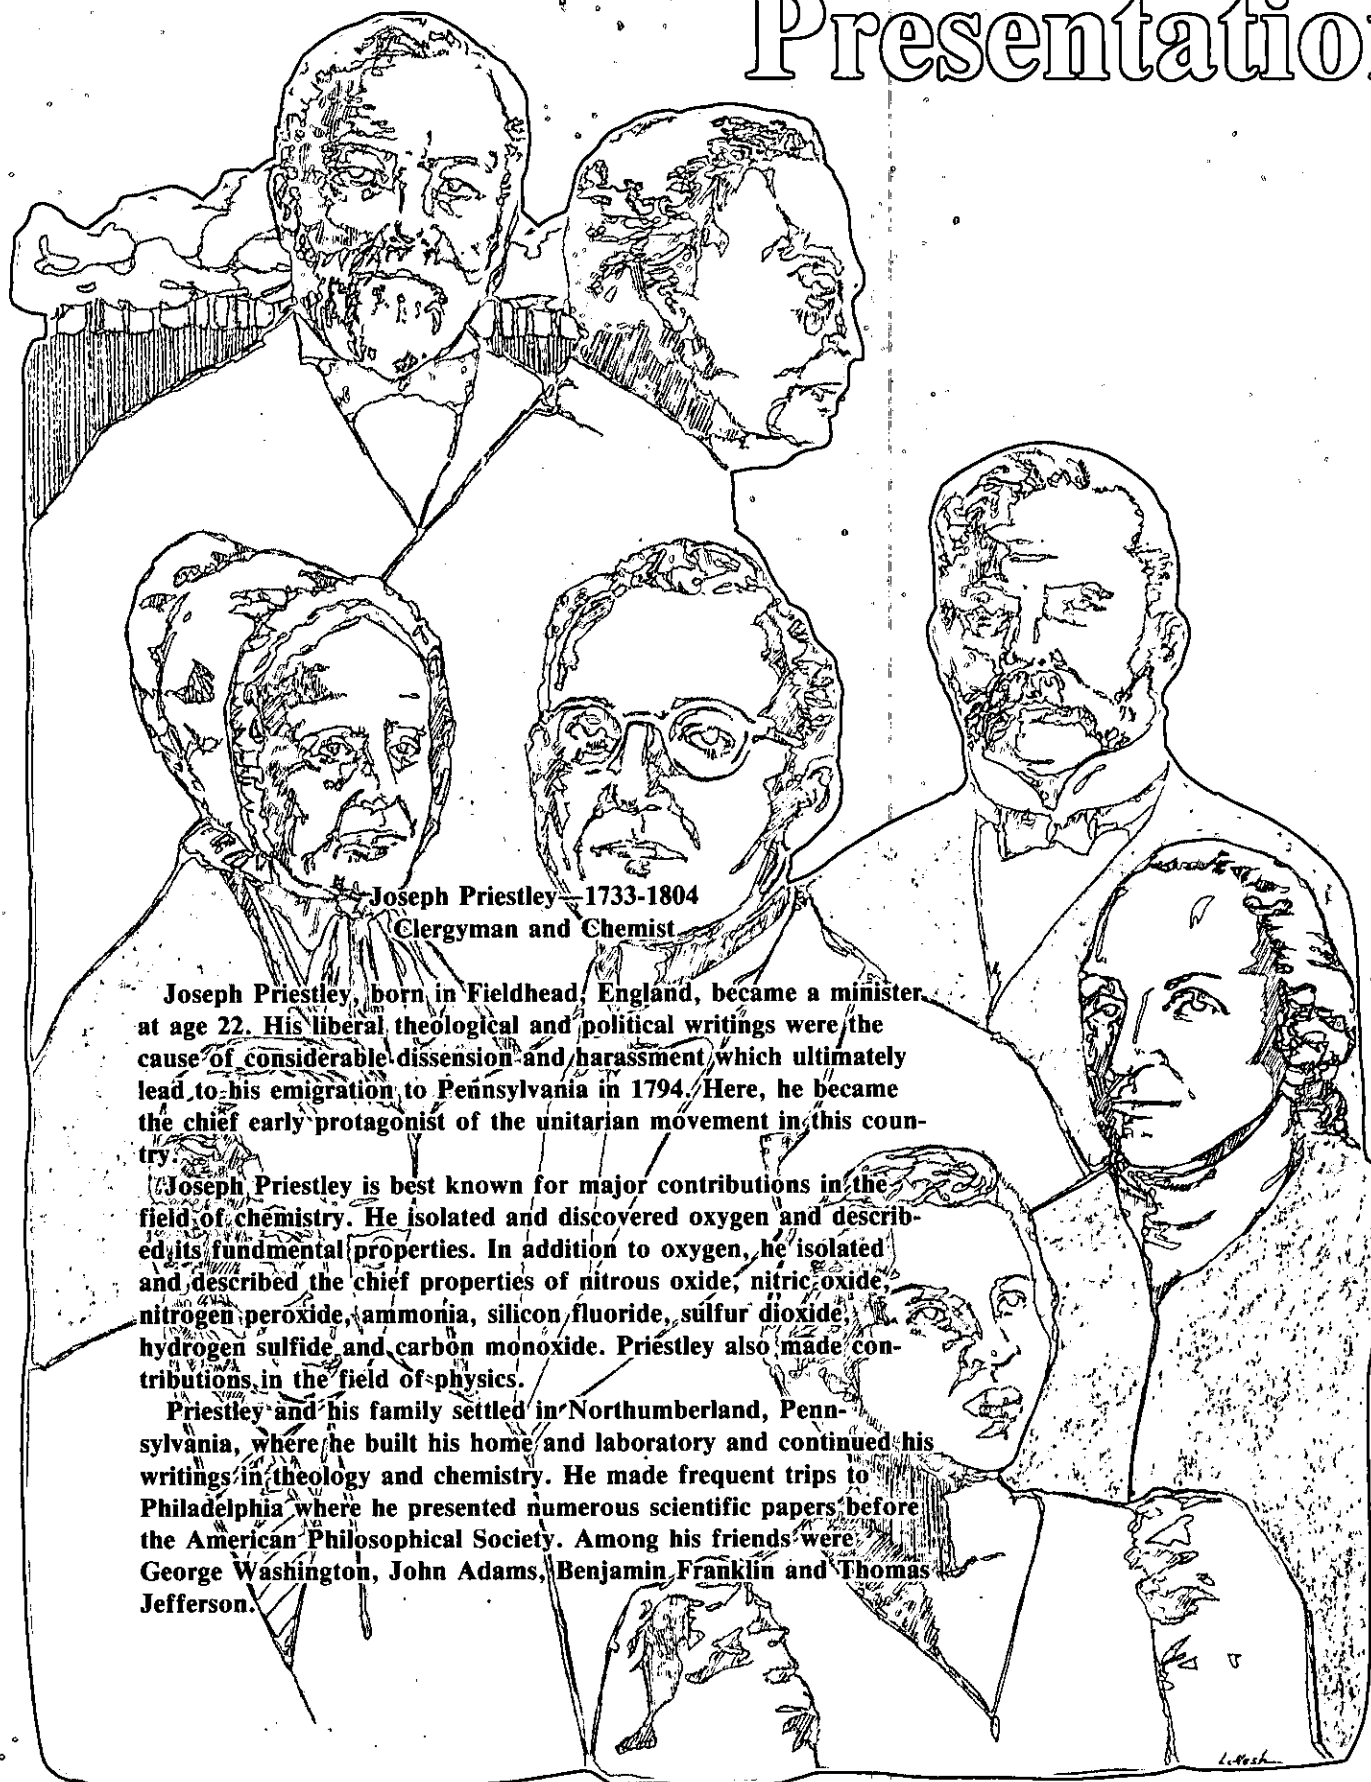 Presentation
Joseph Priestley—1733-1804
Clergyman and Chemist
Joseph Priestley, born in Fieldhead, England, became a minister
at age 22. His liberal theological and political writings were the
cause of considerable dissension and harassment which ultimately
lead to his emigration to Pennsylvania in 1794. Here, he became
the chief early protagonist of the unitarian movement in this coun-
try.
Joseph Priestley is best known for major contributions in the
field of chemistry. He isolated and discovered oxygen and describ-
ed its fundmental properties. In addition to oxygen, he isolated
and described the chief properties of nitrous oxide, nitric oxide,
nitrogen peroxide, ammonia, silicon fluoride, sulfur dioxide,
hydrogen sulfide and carbon monoxide. Priestley also made con-
tributions in the field of physics.
Priestley and his family settled in Northumberland, Penn-
sylvania, where he built his home and laboratory and continued his
writings in theology and chemistry. He made frequent trips to
Philadelphia where he presented numerous scientific papers before
the American Philosophical Society. Among his friends were
George Washington, John Adams, Benjamin Franklin and Thomas
Jefferson.